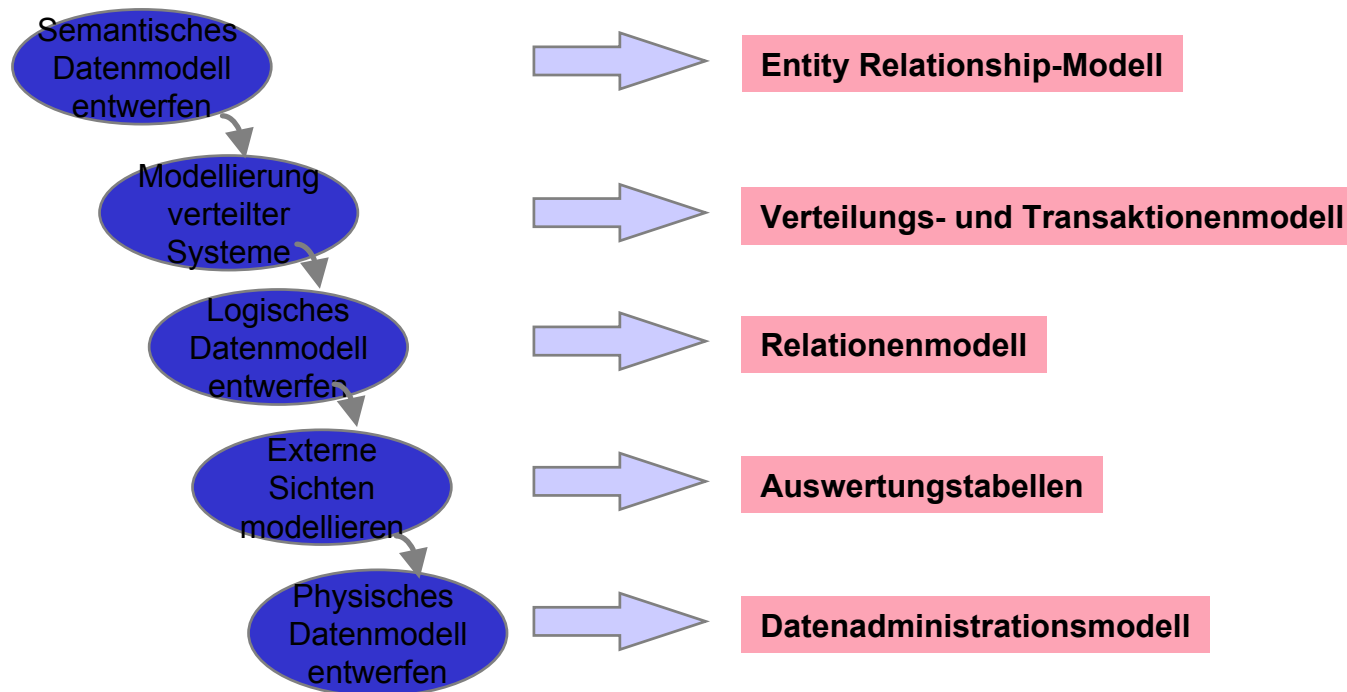 Semantisches
Datenmodell
entwerfen
Entity Relationship-Modell
Modellierung
verteilter
Systeme
Verteilungs- und Transaktionenmodell
Logisches
Datenmodell
entwerfen
Relationenmodell
Externe
Sichten
modellieren
Auswertungstabellen
Physisches
Datenmodell
entwerfen
Datenadministrationsmodell